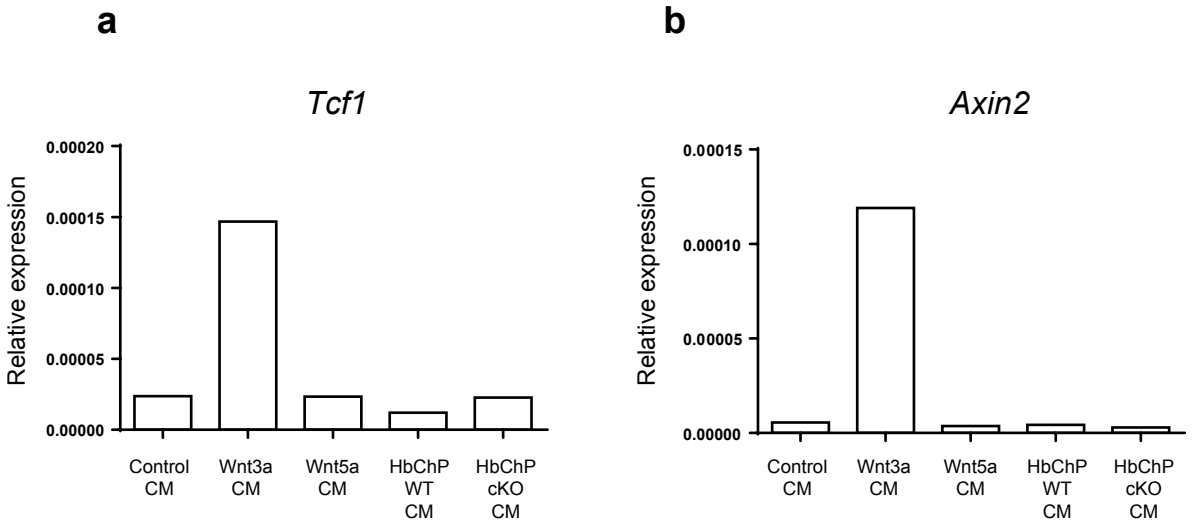 a
Tcf1
Relative expression
0.00020
0.00015
0.00010
0.00005
0.00000
Control
CM
Wnt3a
CM
Wnt5a
CM
HbChP
WT
CM
HbChP
cKO
CM
b
Axin2
Relative expression
0.00015
0.00010
0.00005
0.00000
Control
CM
Wnt3a
CM
Wnt5a
CM
HbChP
WT
CM
HbChP
cKO
CM